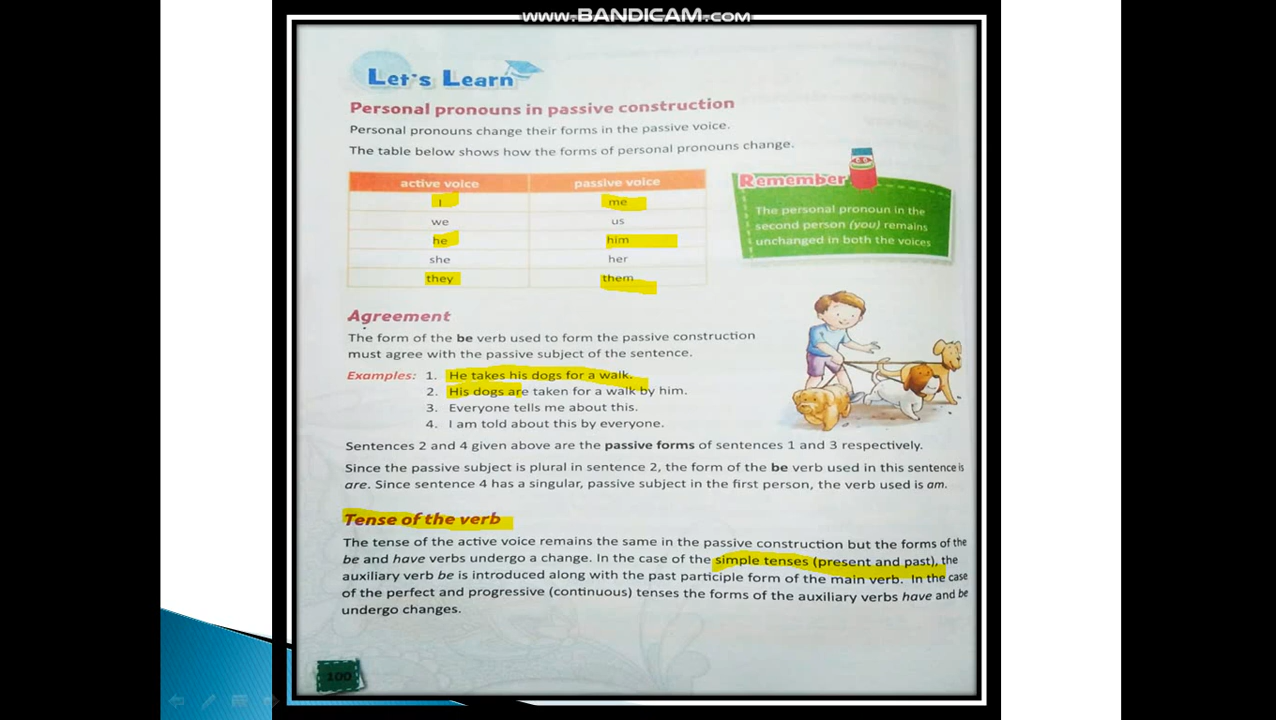 www.BANDICAM.com
Let's Learn
Personal pronouns in passive construction
Personal pronouns change their forms in the passive voice.
The table below shows how the forms of personal pronouns change.
active voice passive voice
I me
we us
he him
she her
they them
Remember
The personal pronoun in the
second person (you) remains
unchanged in both the voices
Agreement
The form of the be verb used to form the passive construction
must agree with the passive subject of the sentence.
Examples: 1. He takes his dogs for a walk.
2. His dogs are taken for a walk by him.
3. Everyone tells me about this.
4. I am told about this by everyone.
Sentences 2 and 4 given above are the passive forms of sentences 1 and 3 respectively.
Since the passive subject is plural in sentence 2, the form of the be verb used in this sentence is
are. Since sentence 4 has a singular, passive subject in the first person, the verb used is am.
Tense of the verb
The tense of the active voice remains the same in the passive construction but the forms of the
be and have verbs undergo a change. In the case of the simple tenses (present and past), the
auxiliary verb be is introduced along with the past participle form of the main verb. In the case
of the perfect and progressive (continuous) tenses the forms of the auxiliary verbs have and be
undergo changes.
100